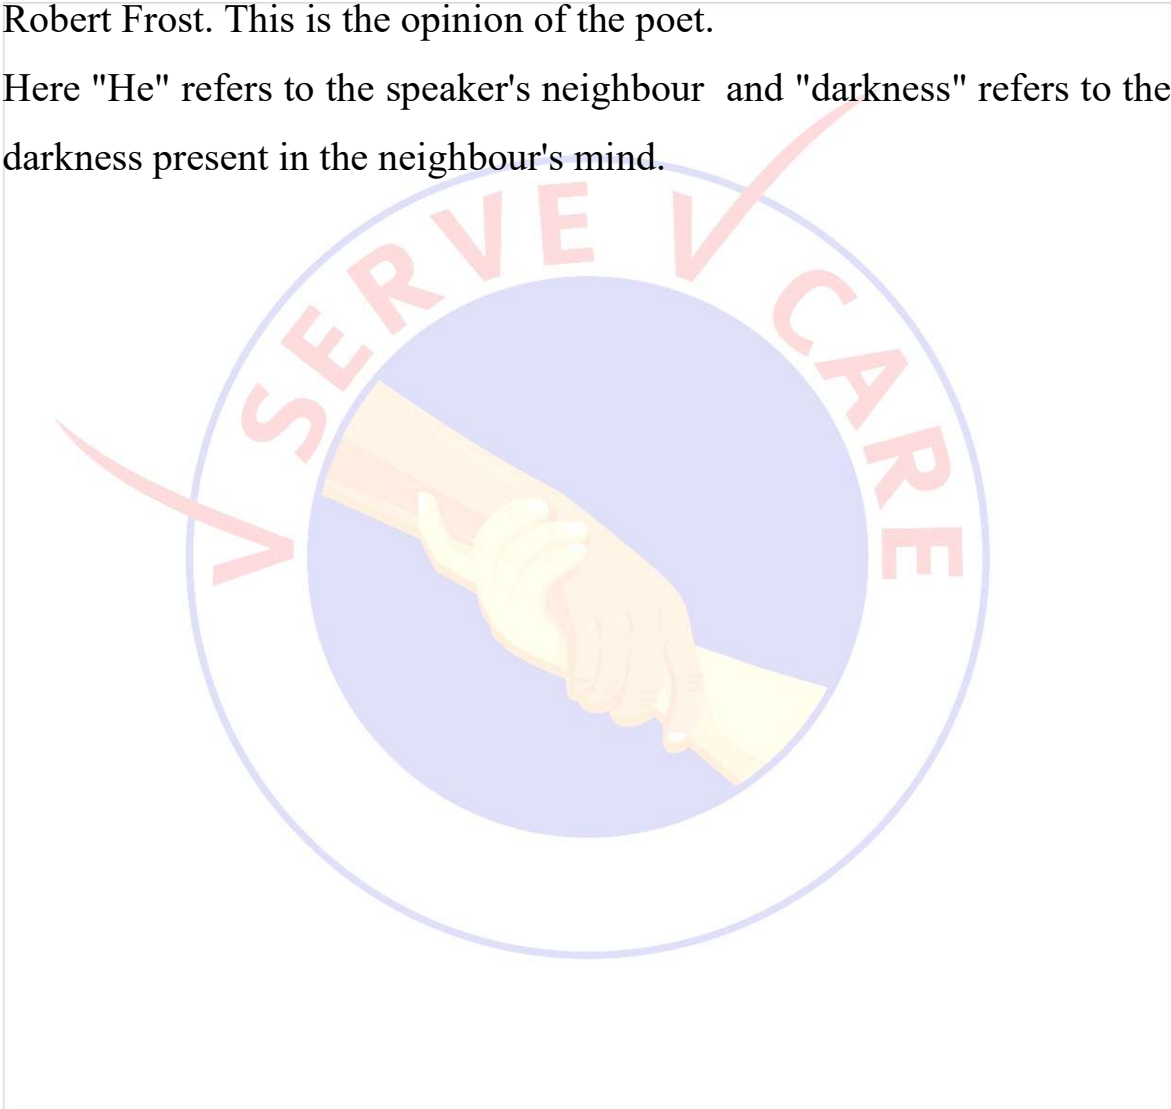 Robert Frost. This is the opinion of the poet.
Here "He" refers to the speaker's neighbour and "darkness" refers to the
darkness present in the neighbour's mind.
V SERVE V CARE